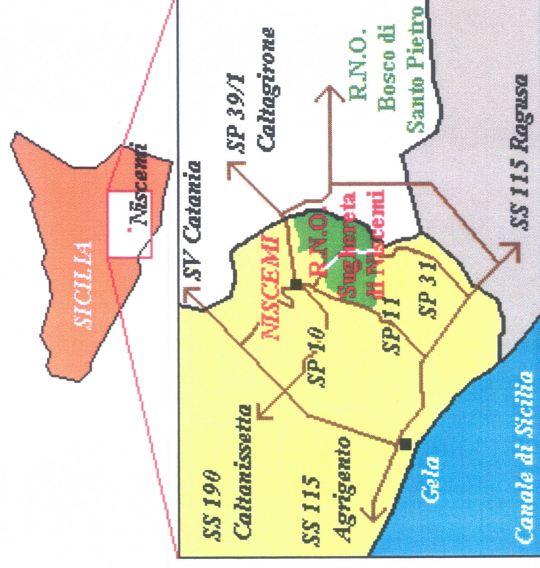 SICILIA
Niscemi
SV Catania
SP 39/1
Caltagirone
R.N.O.
Bosco di
Santo Pietro
NISCEMI
R.N.O.
Sughereta
di Niscemi
SS 190
Caltanissetta
SP 10
SP 11
SP 31
SS 115
Agrigento
SS 115 Ragusa
Gela
Canale di Sicilia